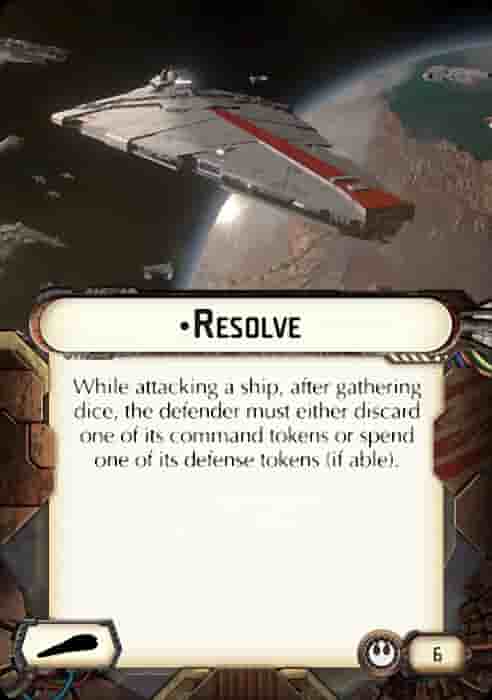 •Resolve
While attacking a ship, after gathering
dice, the defender must either discard
one of its command tokens or spend
one of its defense tokens (if able).
6